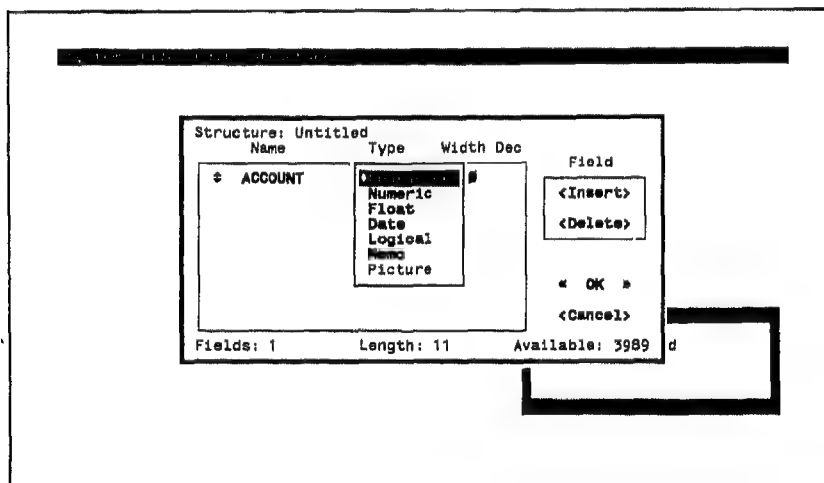 Structure: Untitled
Name Type Width Dec
Field
ACCOUNT
Numeric
Float
Date
Logical
Memo
Picture
<Insert>
<Delete>
« OK »
<Cancel>
Fields: 1 Length: 11 Available: 3989 d